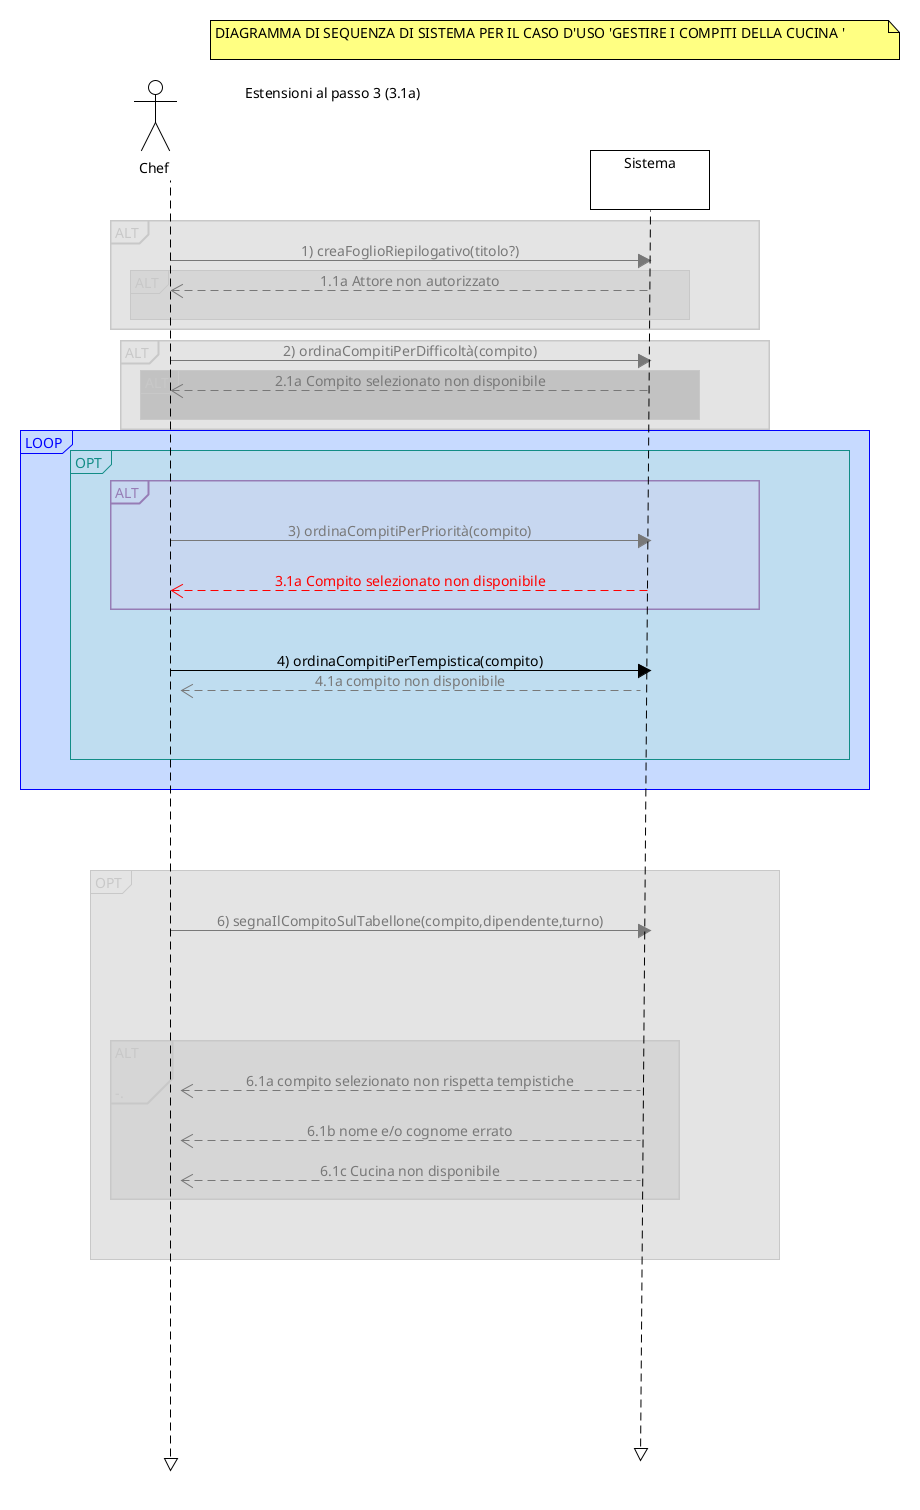 DIAGRAMMA DI SEQUENZA DI SISTEMA PER IL CASO D'USO 'GESTIRE I COMPITI DELLA CUCINA '
Estensioni al passo 3 (3.1a)
Chef
Sistema
ALT
1) creaFoglioRiepilogativo(titolo?)
ALT
1.1a Attore non autorizzato
ALT
2) ordinaCompitiPerDifficoltà(compito)
2.1a Compito selezionato non disponibile
LOOP
OPT
ALT
3) ordinaCompitiPerPriorità(compito)
3.1a Compito selezionato non disponibile
4) ordinaCompitiPerTempistica(compito)
4.1a compito non disponibile
OPT
6) segnaIlCompitoSulTabellone(compito,dipendente,turno)
ALT
6.1a compito selezionato non rispetta tempistiche
6.1b nome e/o cognome errato
6.1c Cucina non disponibile